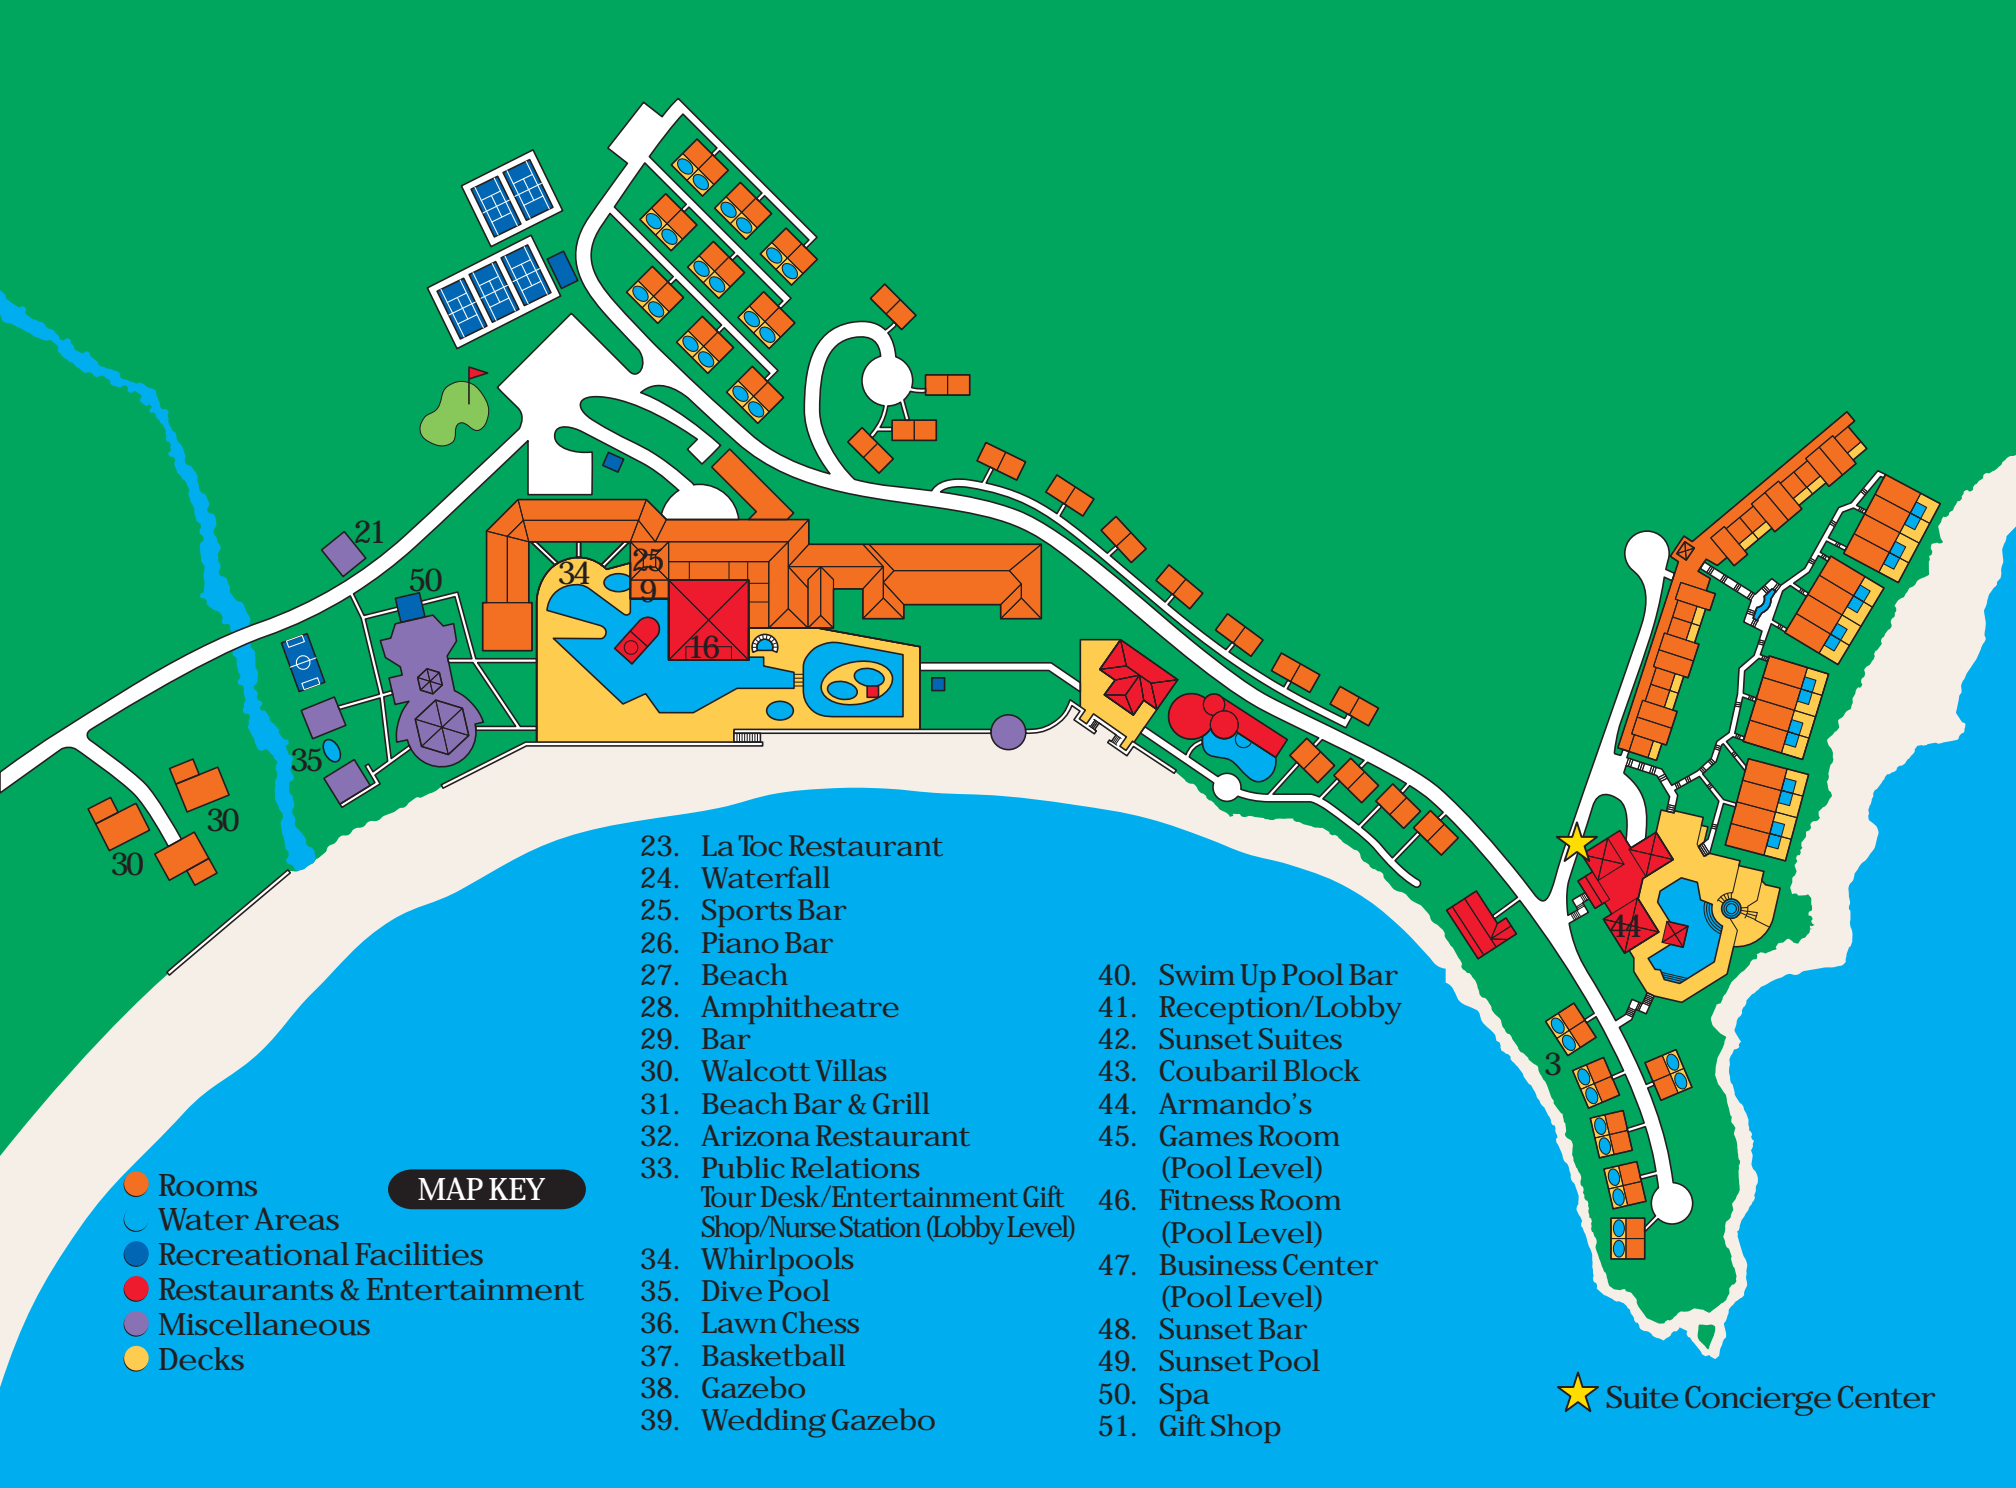 21
50
34
25
9
16
35
30
30
44
3
23. La Toc Restaurant
24. Waterfall
25. Sports Bar
26. Piano Bar
27. Beach
28. Amphitheatre
29. Bar
30. Walcott Villas
31. Beach Bar & Grill
32. Arizona Restaurant
33. Public Relations
Tour Desk/Entertainment Gift
Shop/Nurse Station (Lobby Level)
34. Whirlpools
35. Dive Pool
36. Lawn Chess
37. Basketball
38. Gazebo
39. Wedding Gazebo
40. Swim Up Pool Bar
41. Reception/Lobby
42. Sunset Suites
43. Coubaril Block
44. Armando's
45. Games Room
(Pool Level)
46. Fitness Room
(Pool Level)
47. Business Center
(Pool Level)
48. Sunset Bar
49. Sunset Pool
50. Spa
51. Gift Shop
MAP KEY
Rooms
Water Areas
Recreational Facilities
Restaurants & Entertainment
Miscellaneous
Decks
Suite Concierge Center